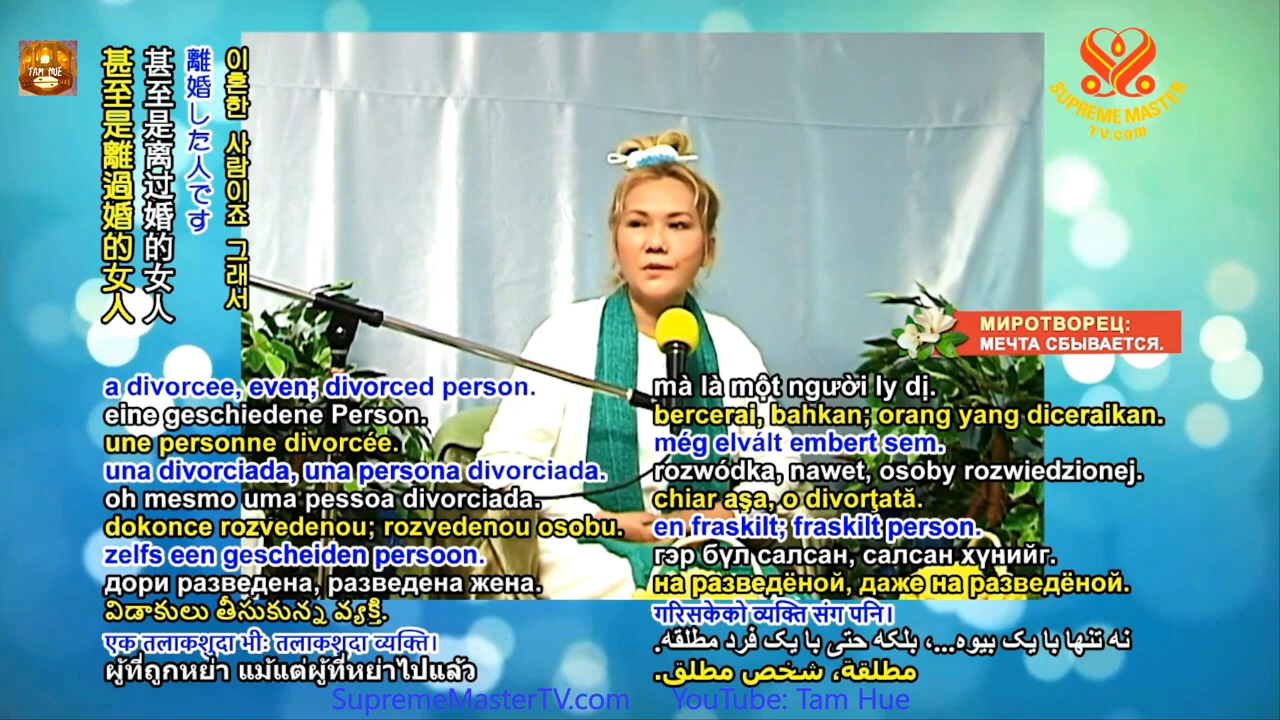 TAM HUE
甚至是離過婚的女人
甚至是离过婚的女人
離婚した人です
이혼한 사람이죠 그래서
SUPREME MASTER
TV.com
МИРОТВОРЕЦ:
МЕЧТА СБЫВАЕТСЯ.
a divorcee, even; divorced person.
eine geschiedene Person.
une personne divorcée.
una divorciada, una persona divorciada.
oh mesmo uma pessoa divorciada.
dokonce rozvedenou; rozvedenou osobu.
zelfs een gescheiden persoon.
дори разведена, разведена жена.
విడాకులు తీసుకున్న వ్యక్తి.
एक तलाकशुदा भी: तलाकशुदा व्यक्ति।
ผู้ที่ถูกหย่า แม้แต่ผู้ที่หย่าไปแล้ว
mà là một người ly dị.
bercerai, bahkan; orang yang diceraikan.
még elvált embert sem.
rozwódka, nawet, osoby rozwiedzionej.
chiar aşa, o divorţată.
en fraskilt; fraskilt person.
гэр бүл салсан, салсан хүнийг.
на разведёной, даже на разведёной.
गरिसकेको व्यक्ति संग पनि।
نه تنها با یک بیوه...، بلکه حتی با یک فرد مطلقه.
مطلقة، شخص مطلق.
SupremeMasterTV.com YouTube: Tam Hue